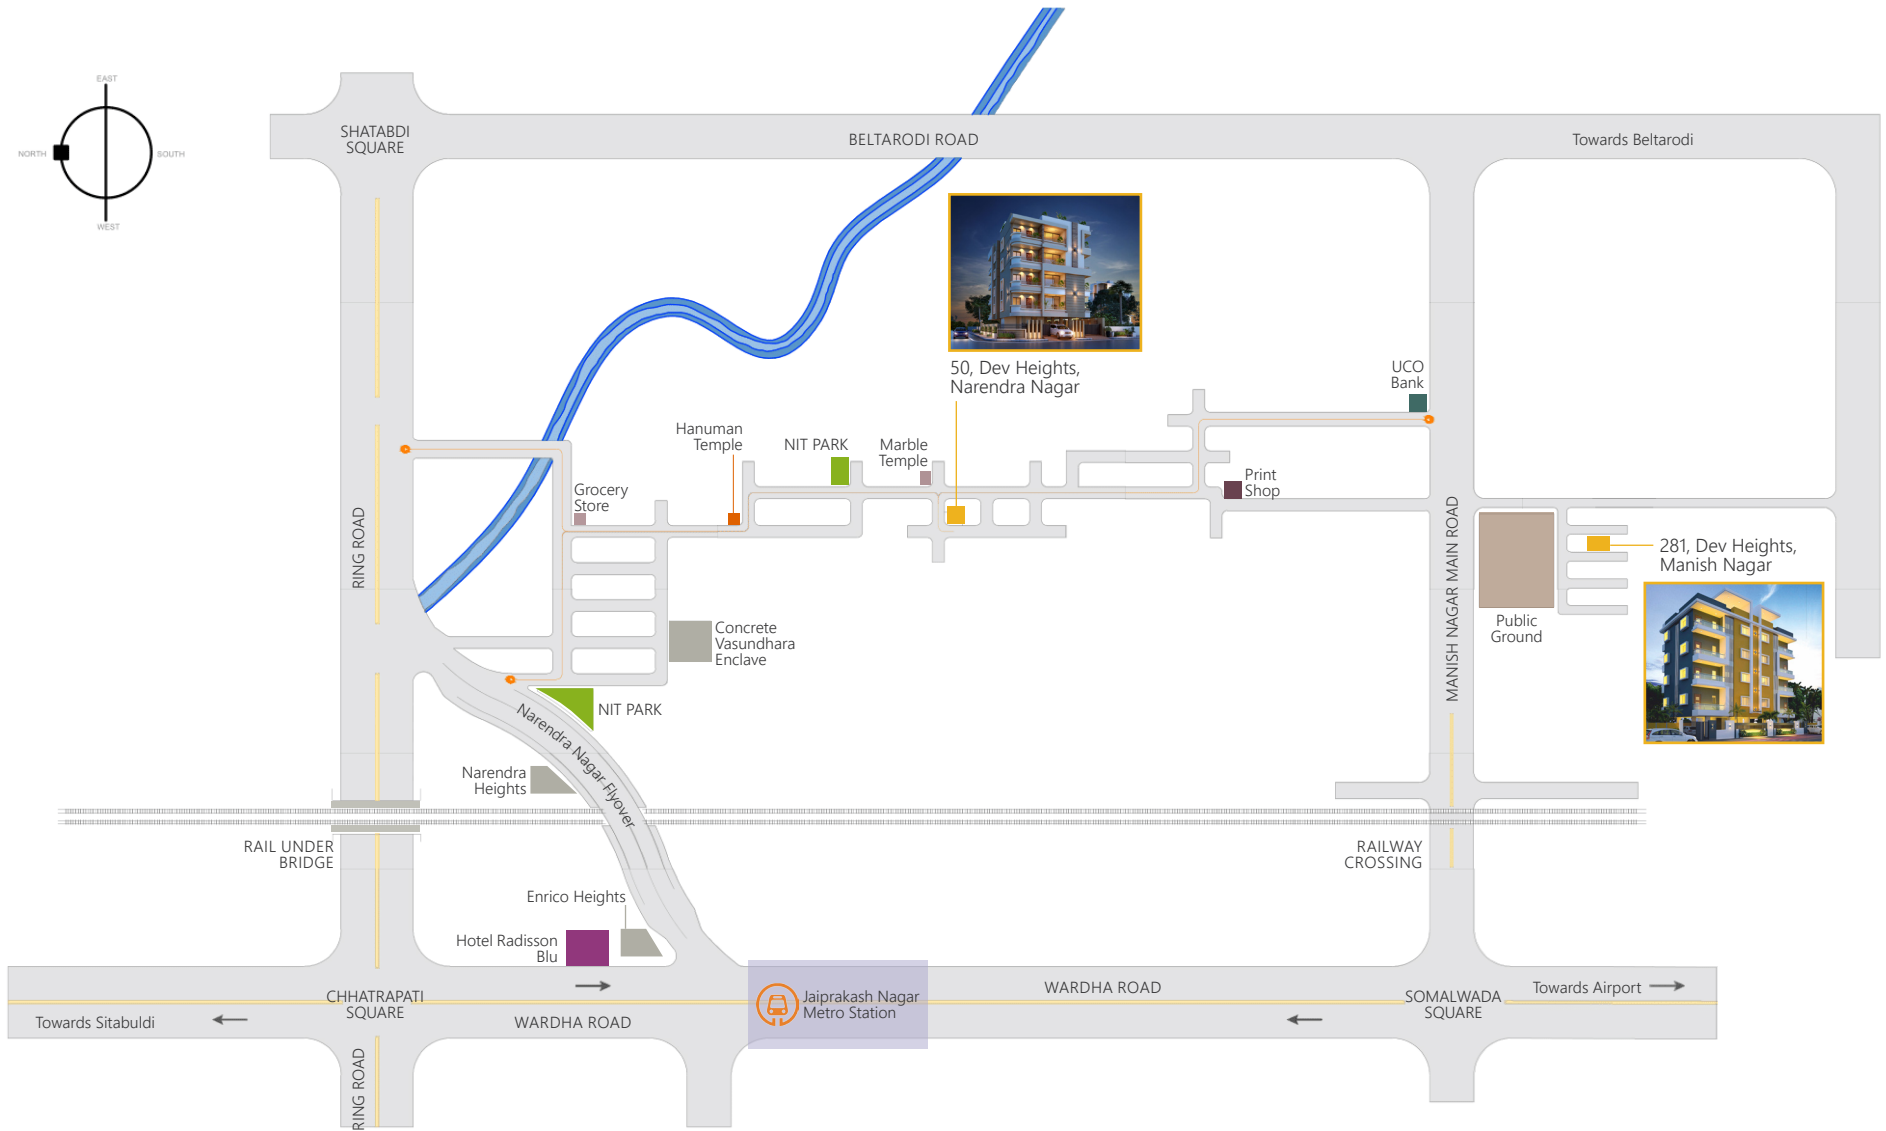 EAST
NORTH
SOUTH
WEST
SHATABDI
SQUARE
BELTARODI ROAD
Towards Beltarodi
50, Dev Heights,
Narendra Nagar
UCO
Bank
Hanuman
Temple
NIT PARK
Marble
Temple
Grocery
Store
Print
Shop
RING ROAD
MANISH NAGAR MAIN ROAD
281, Dev Heights,
Manish Nagar
Public
Ground
Concrete
Vasundhara
Enclave
NIT PARK
Narendra Nagar Flyover
Narendra
Heights
RAIL UNDER
BRIDGE
RAILWAY
CROSSING
Enrico Heights
Hotel Radisson
Blu
CHHATRAPATI
SQUARE
Jaiprakash Nagar
Metro Station
WARDHA ROAD
SOMALWADA
SQUARE
Towards Airport
Towards Sitabuldi
WARDHA ROAD
RING ROAD